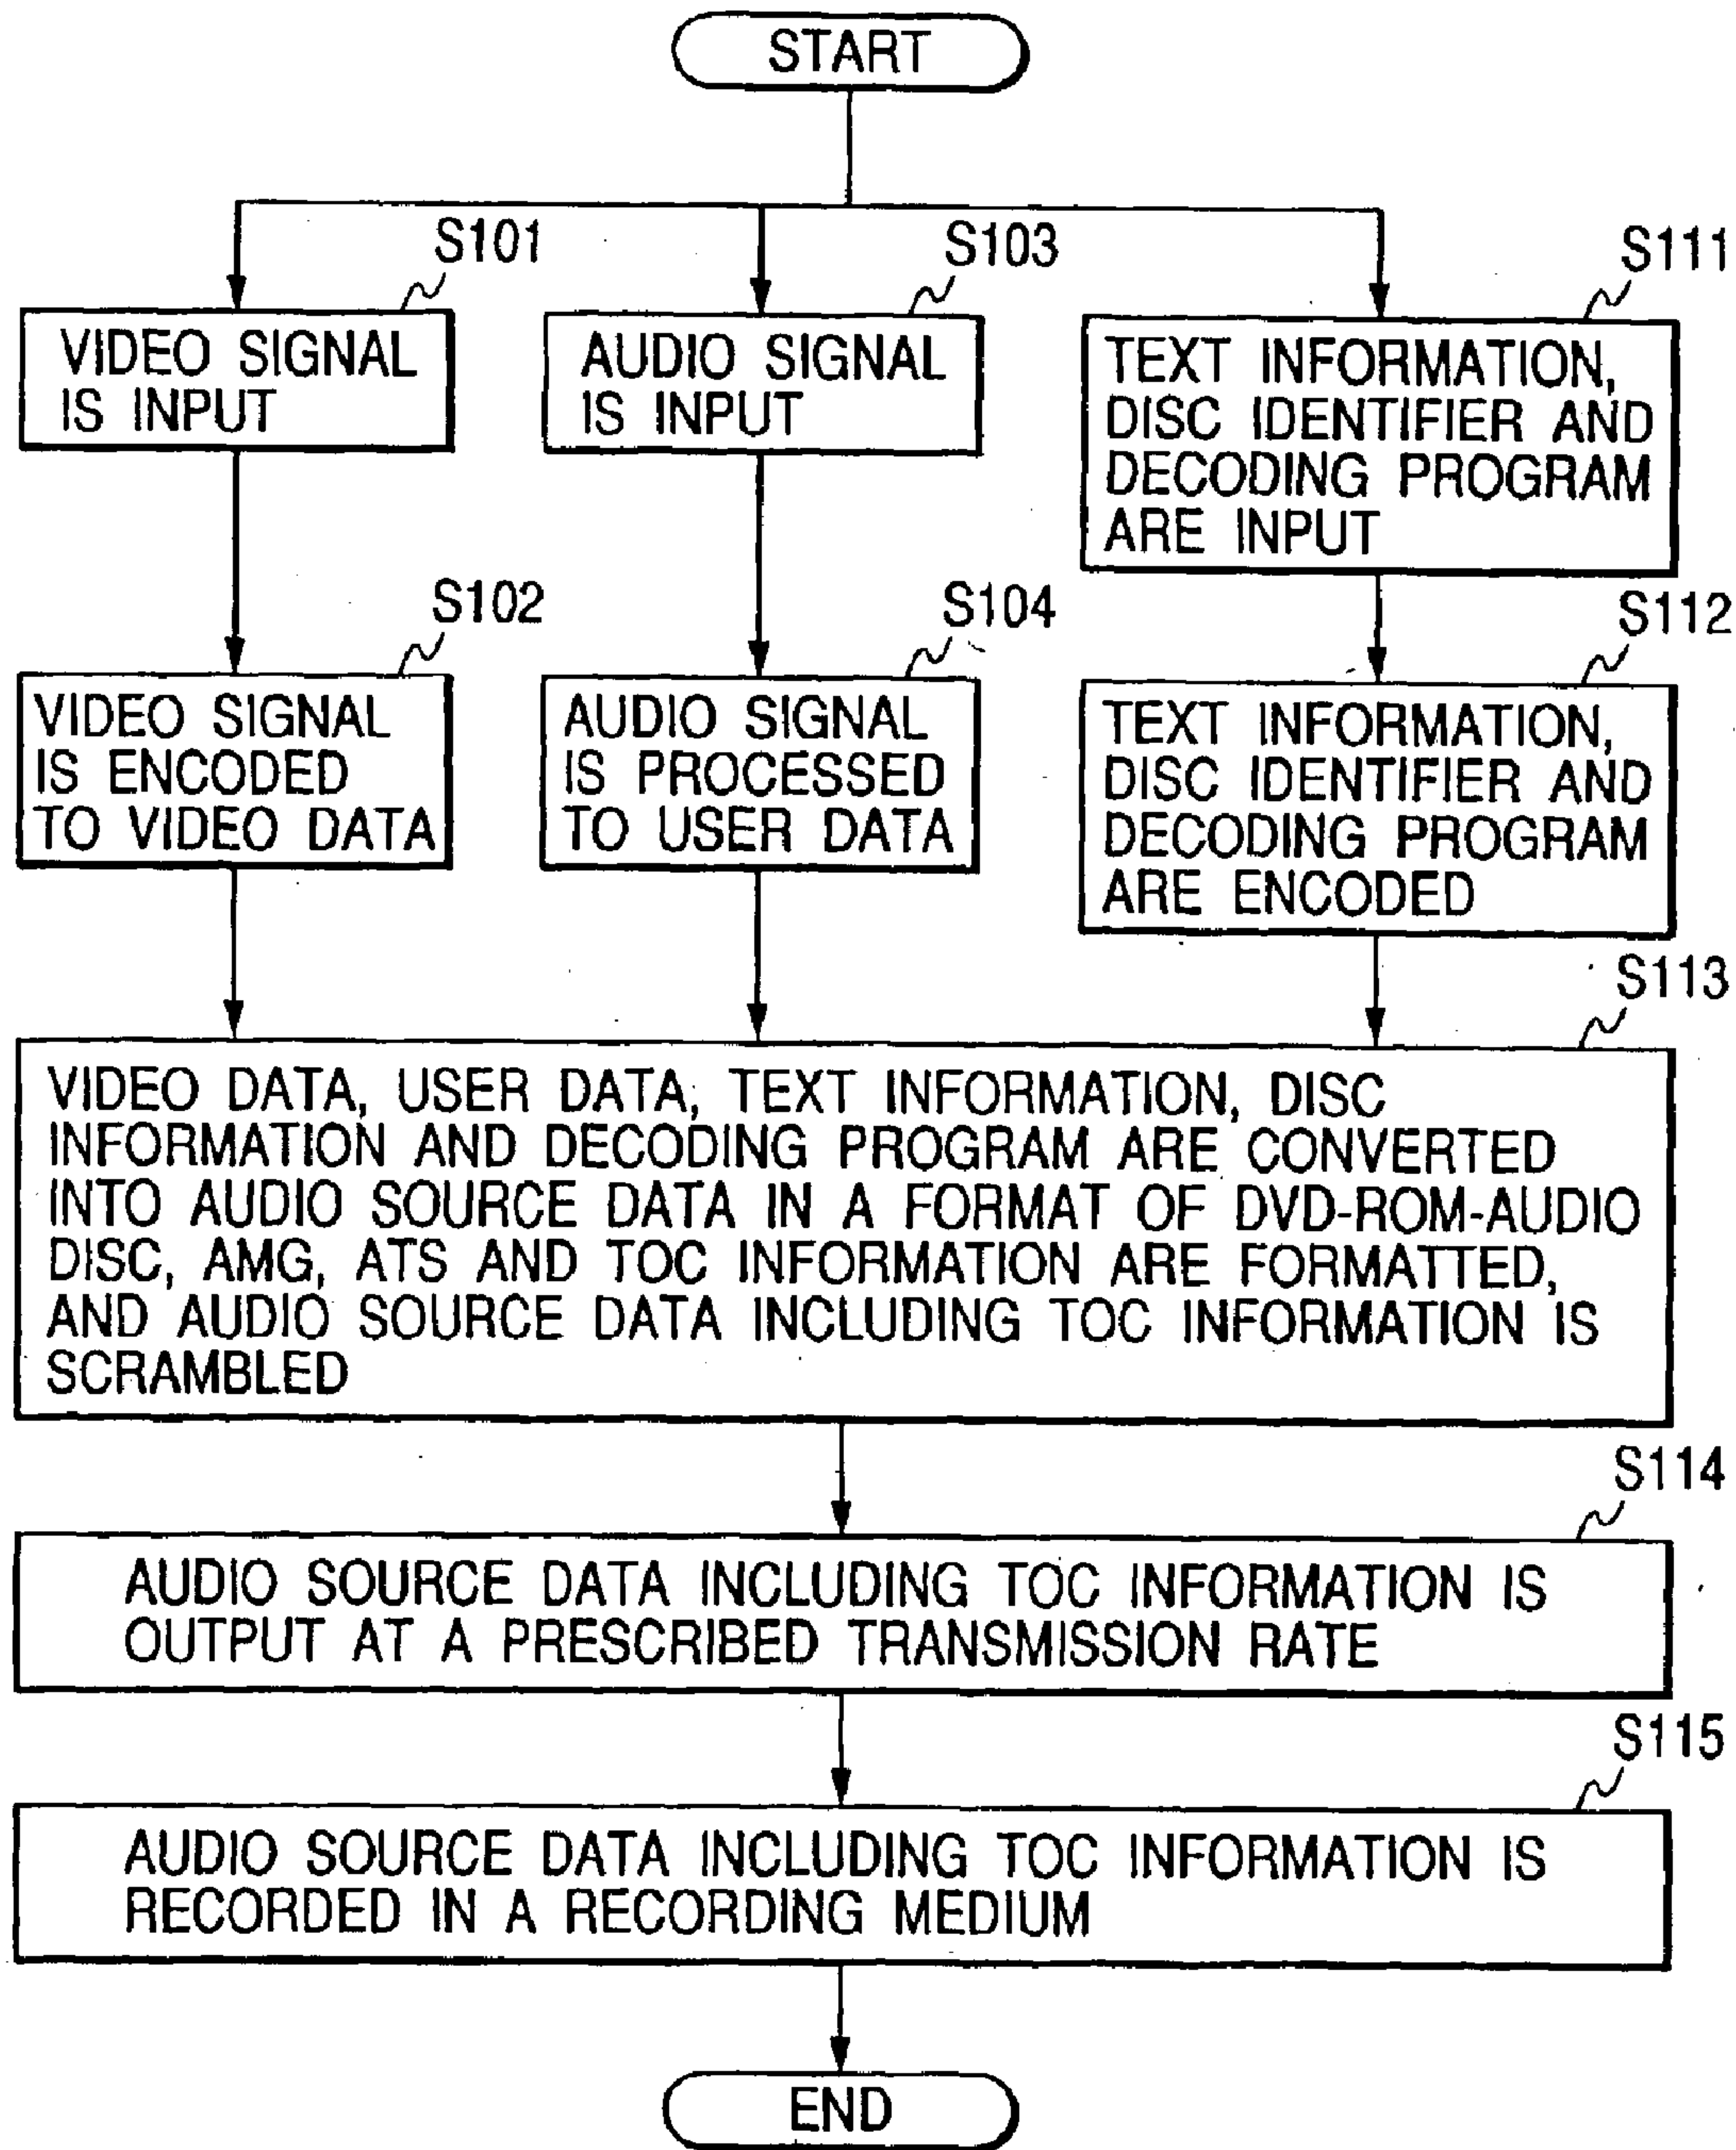 START
S101
VIDEO SIGNAL
IS INPUT
S103
AUDIO SIGNAL
IS INPUT
S111
TEXT INFORMATION,
DISC IDENTIFIER AND
DECODING PROGRAM
ARE INPUT
S102
VIDEO SIGNAL
IS ENCODED
TO VIDEO DATA
S104
AUDIO SIGNAL
IS PROCESSED
TO USER DATA
S112
TEXT INFORMATION,
DISC IDENTIFIER AND
DECODING PROGRAM
ARE ENCODED
S113
VIDEO DATA, USER DATA, TEXT INFORMATION, DISC
INFORMATION AND DECODING PROGRAM ARE CONVERTED
INTO AUDIO SOURCE DATA IN A FORMAT OF DVD-ROM-AUDIO
DISC, AMG, ATS AND TOC INFORMATION ARE FORMATTED,
AND AUDIO SOURCE DATA INCLUDING TOC INFORMATION IS
SCRAMBLED
S114
AUDIO SOURCE DATA INCLUDING TOC INFORMATION IS
OUTPUT AT A PRESCRIBED TRANSMISSION RATE
S115
AUDIO SOURCE DATA INCLUDING TOC INFORMATION IS
RECORDED IN A RECORDING MEDIUM
END